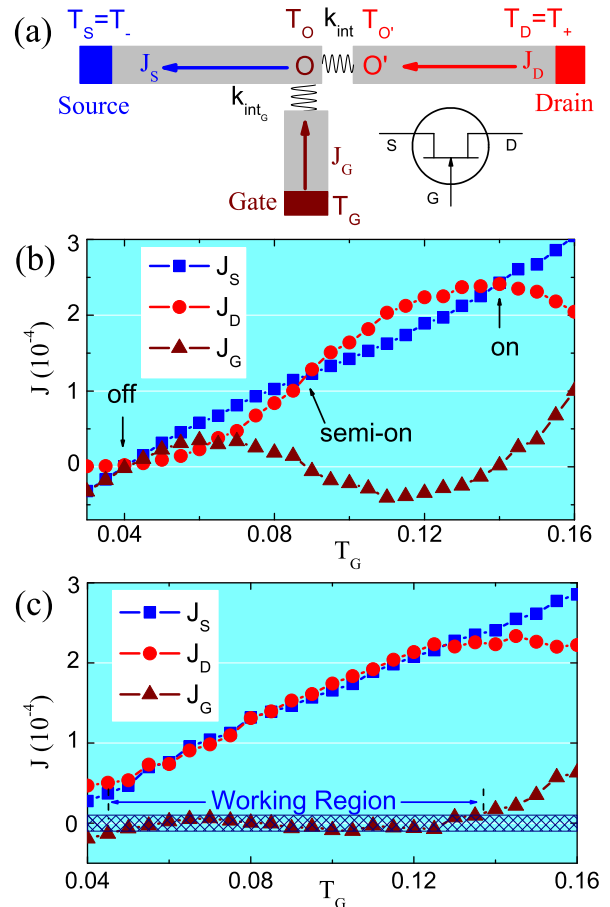 (a)
T_S=T_-
T_O
k_int
T_O'
T_D=T_+
J_S
O
O'
J_D
Source
k_int_G
Drain
J_G
S
D
G
Gate
T_G
(b)
3
2
1
0
J (10⁻⁴)
J_S
J_D
J_G
off
semi-on
on
0.04
0.08
0.12
0.16
T_G
(c)
3
2
1
0
J (10⁻⁴)
J_S
J_D
J_G
Working Region
0.04
0.08
0.12
0.16
T_G